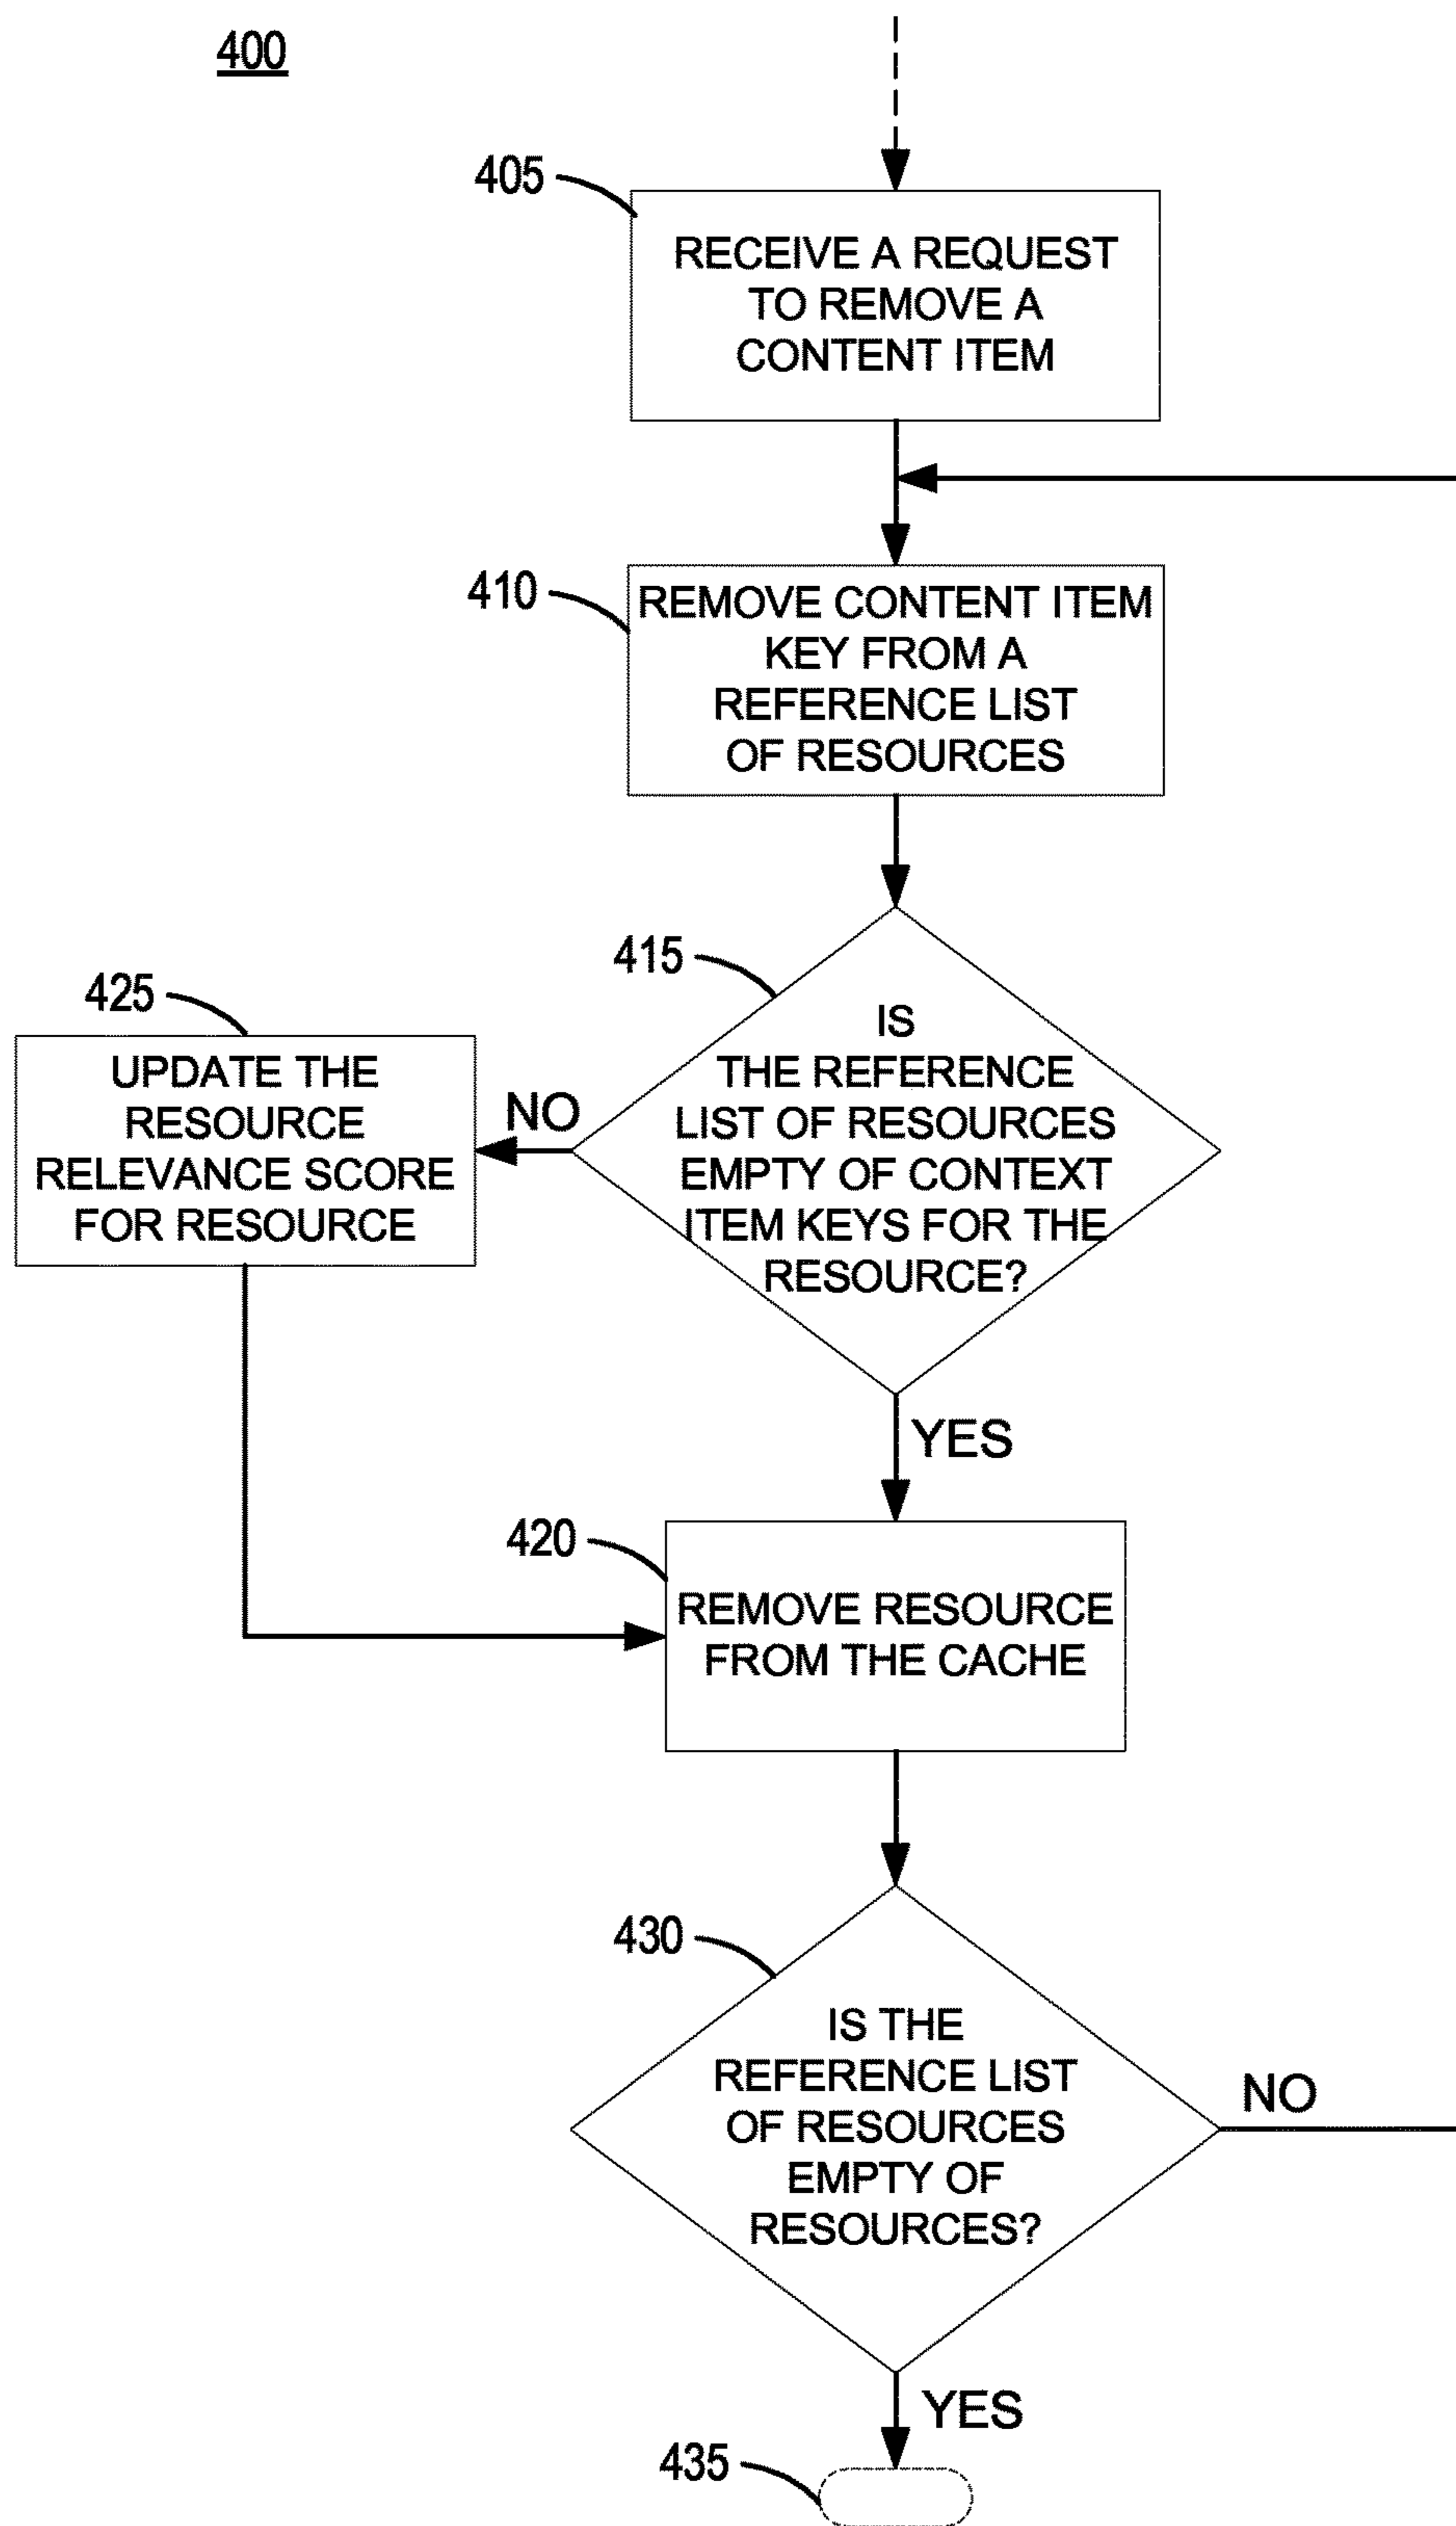 400
405
RECEIVE A REQUEST
TO REMOVE A
CONTENT ITEM
410
REMOVE CONTENT ITEM
KEY FROM A
REFERENCE LIST
OF RESOURCES
415
IS
THE REFERENCE
LIST OF RESOURCES
EMPTY OF CONTEXT
ITEM KEYS FOR THE
RESOURCE?
425
UPDATE THE
RESOURCE
RELEVANCE SCORE
FOR RESOURCE
NO
YES
420
REMOVE RESOURCE
FROM THE CACHE
430
IS THE
REFERENCE LIST
OF RESOURCES
EMPTY OF
RESOURCES?
NO
YES
435